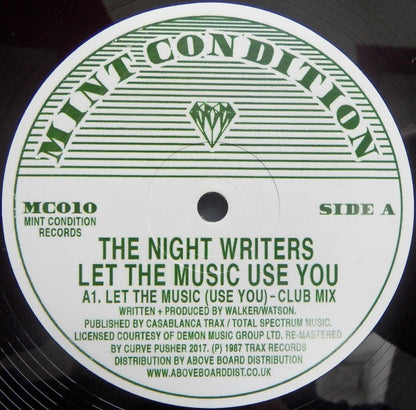 MINT CONDITION
MC010
MINT CONDITION
RECORDS
SIDE A
THE NIGHT WRITERS
LET THE MUSIC USE YOU
A1. LET THE MUSIC (USE YOU) - CLUB MIX
WRITTEN + PRODUCED BY WALKER/WATSON.
PUBLISHED BY CASABLANCA TRAX / TOTAL SPECTRUM MUSIC.
LICENSED COURTESY OF DEMON MUSIC GROUP LTD. RE-MASTERED
BY CURVE PUSHER 2017. (P) 1987 TRAX RECORDS
DISTRIBUTION BY ABOVE BOARD DISTRIBUTION
WWW.ABOVEBOARDDIST.CO.UK